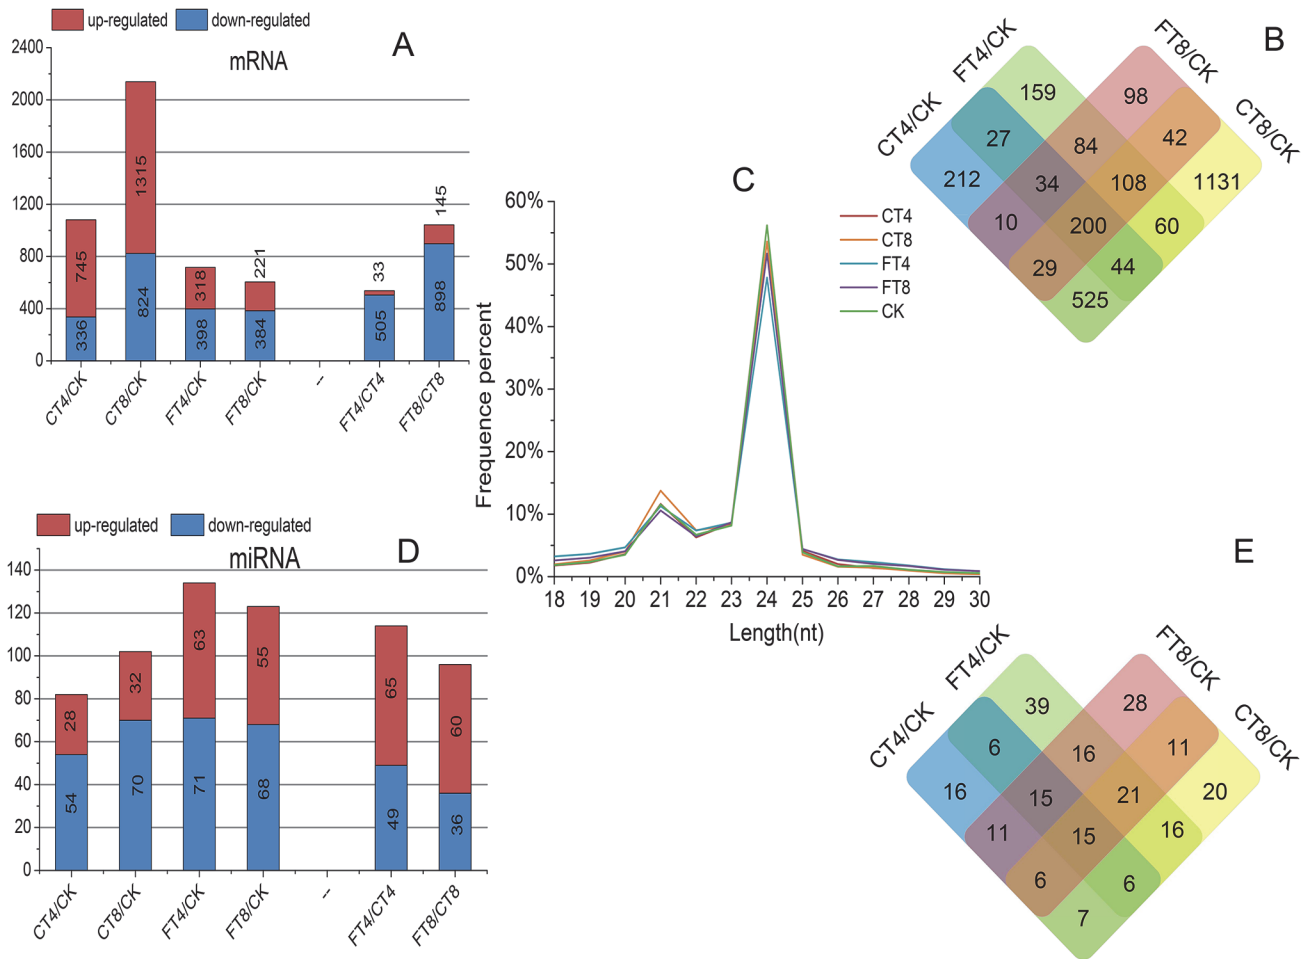 up-regulated down-regulated
A
mRNA
2400
2000
1600
1200
800
400
0
745
336
1315
824
318
398
221
384
33
505
145
898
CT4/CK
CT8/CK
FT4/CK
FT8/CK
--
FT4/CT4
FT8/CT8
B
CT4/CK
FT4/CK
FT8/CK
CT8/CK
159
98
27
84
42
212
34
108
1131
10
200
60
29
44
525
C
60%
50%
40%
30%
20%
10%
0%
Frequence percent
CT4
CT8
FT4
FT8
CK
18 19 20 21 22 23 24 25 26 27 28 29 30
Length(nt)
up-regulated down-regulated
D
miRNA
140
120
100
80
60
40
20
0
28
54
32
70
63
71
55
68
65
49
60
36
CT4/CK
CT8/CK
FT4/CK
FT8/CK
--
FT4/CT4
FT8/CT8
E
CT4/CK
FT4/CK
FT8/CK
CT8/CK
39
28
6
16
11
16
15
21
20
11
15
16
6
6
7